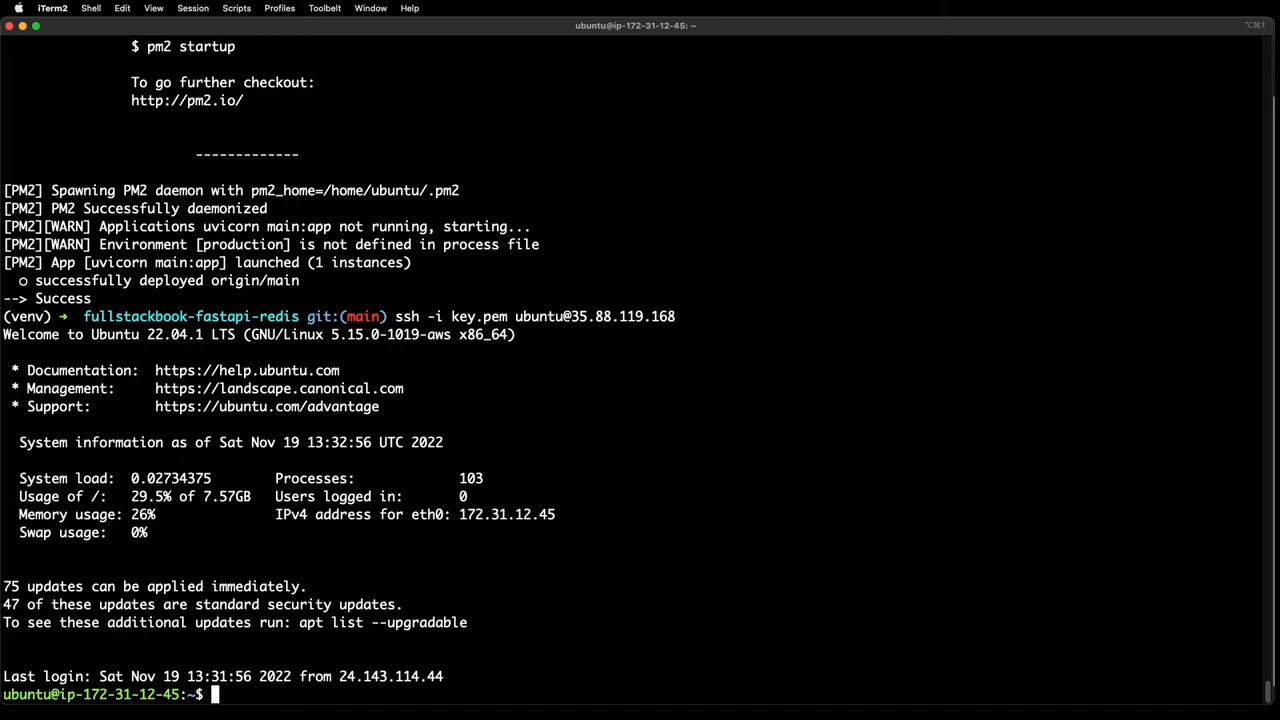 iTerm2 Shell Edit View Session Scripts Profiles Toolbelt Window Help
ubuntu@ip-172-31-12-45: ~
⌥⌘1
$ pm2 startup
To go further checkout:
http://pm2.io/
-------------
[PM2] Spawning PM2 daemon with pm2_home=/home/ubuntu/.pm2
[PM2] PM2 Successfully daemonized
[PM2][WARN] Applications uvicorn main:app not running, starting...
[PM2][WARN] Environment [production] is not defined in process file
[PM2] App [uvicorn main:app] launched (1 instances)
○ successfully deployed origin/main
--> Success
(venv) → fullstackbook-fastapi-redis git:(main) ssh -i key.pem ubuntu@35.88.119.168
Welcome to Ubuntu 22.04.1 LTS (GNU/Linux 5.15.0-1019-aws x86_64)
* Documentation: https://help.ubuntu.com
* Management: https://landscape.canonical.com
* Support: https://ubuntu.com/advantage
System information as of Sat Nov 19 13:32:56 UTC 2022
System load: 0.02734375 Processes: 103
Usage of /: 29.5% of 7.57GB Users logged in: 0
Memory usage: 26% IPv4 address for eth0: 172.31.12.45
Swap usage: 0%
75 updates can be applied immediately.
47 of these updates are standard security updates.
To see these additional updates run: apt list --upgradable
Last login: Sat Nov 19 13:31:56 2022 from 24.143.114.44
ubuntu@ip-172-31-12-45:~$